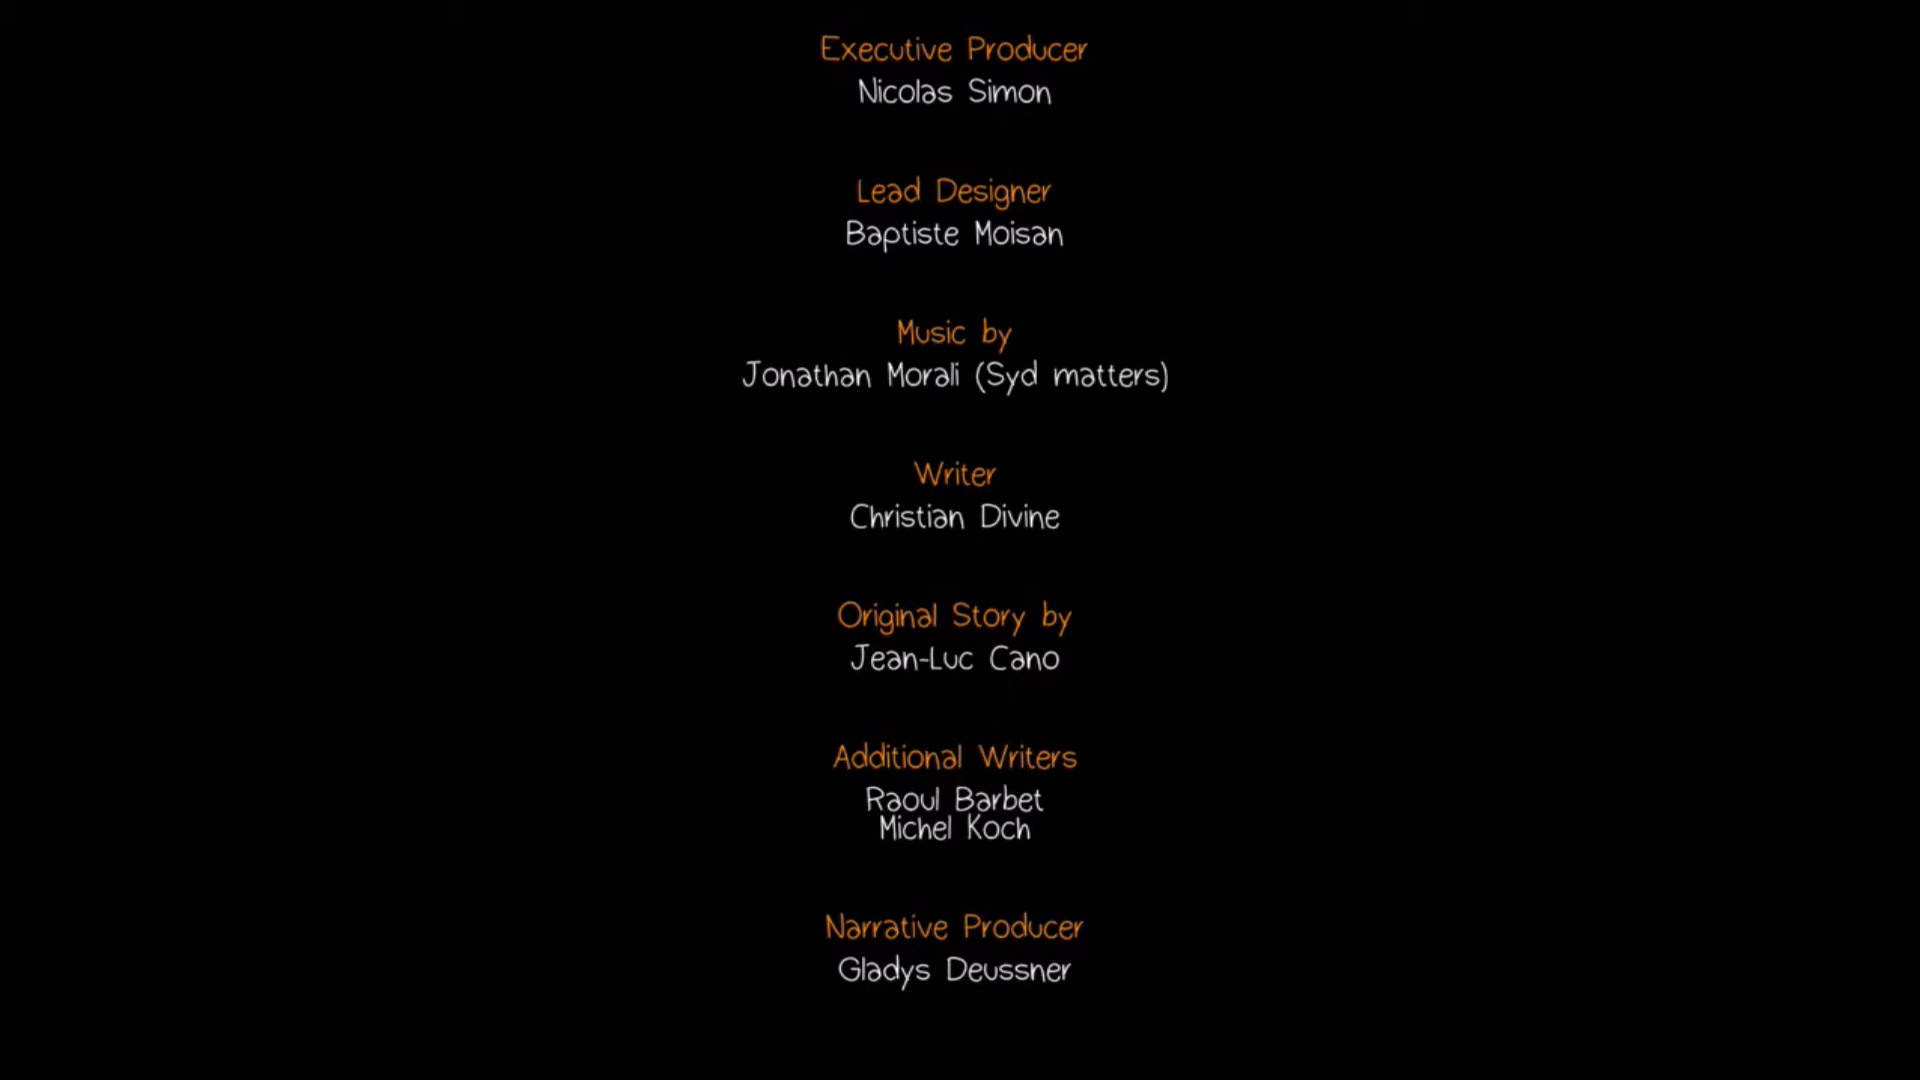 Executive Producer
Nicolas Simon
Lead Designer
Baptiste Moisan
Music by
Jonathan Morali (Syd matters)
Writer
Christian Divine
Original Story by
Jean-Luc Cano
Additional Writers
Raoul Barbet
Michel Koch
Narrative Producer
Gladys Deussner